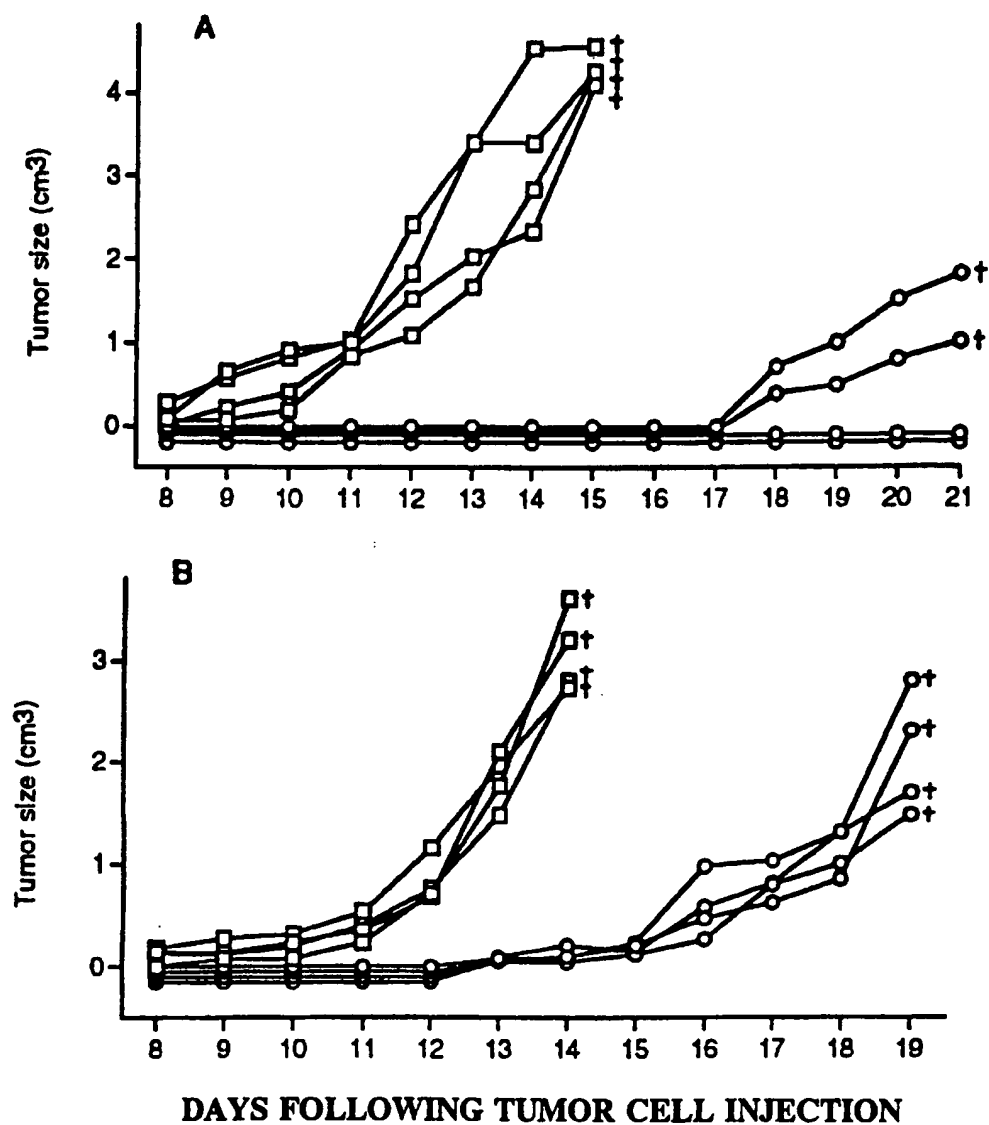 A
Tumor size (cm3)
4
3
2
1
0
† † † †
†
†
8 9 10 11 12 13 14 15 16 17 18 19 20 21
B
Tumor size (cm3)
3
2
1
0
†
†
†
†
†
†
†
†
8 9 10 11 12 13 14 15 16 17 18 19
DAYS FOLLOWING TUMOR CELL INJECTION